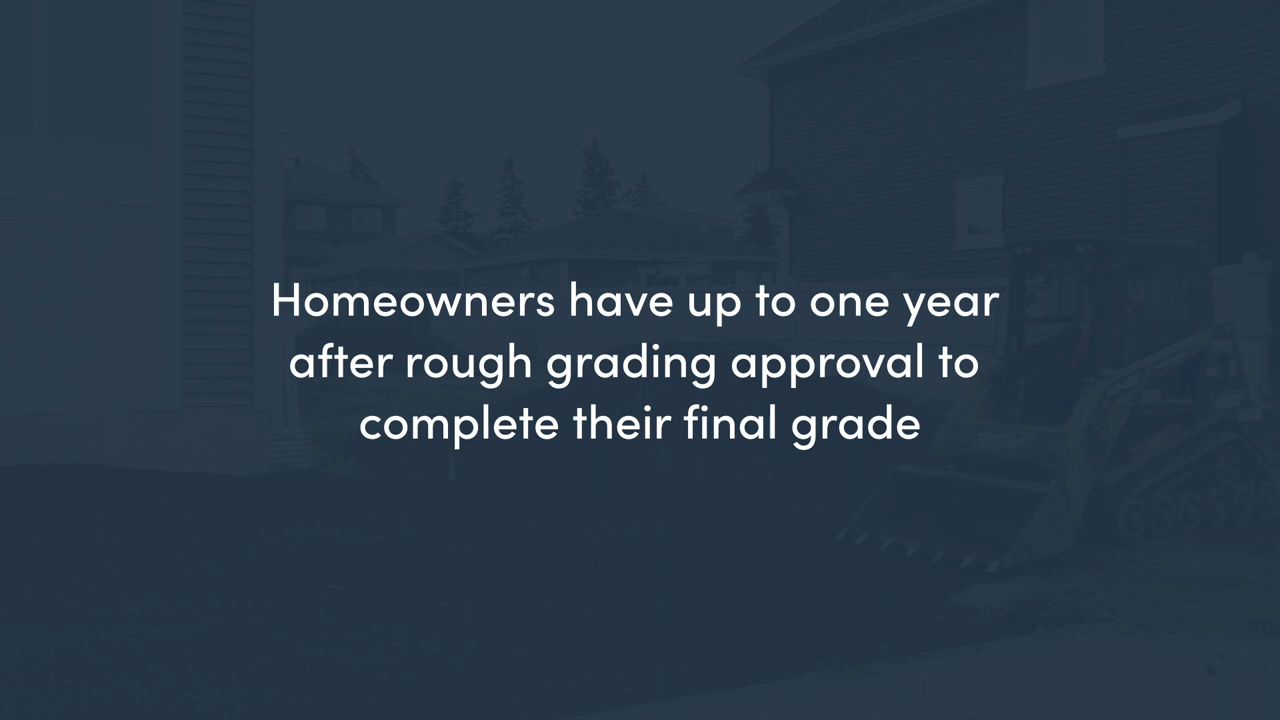 Homeowners have up to one year
after rough grading approval to
complete their final grade